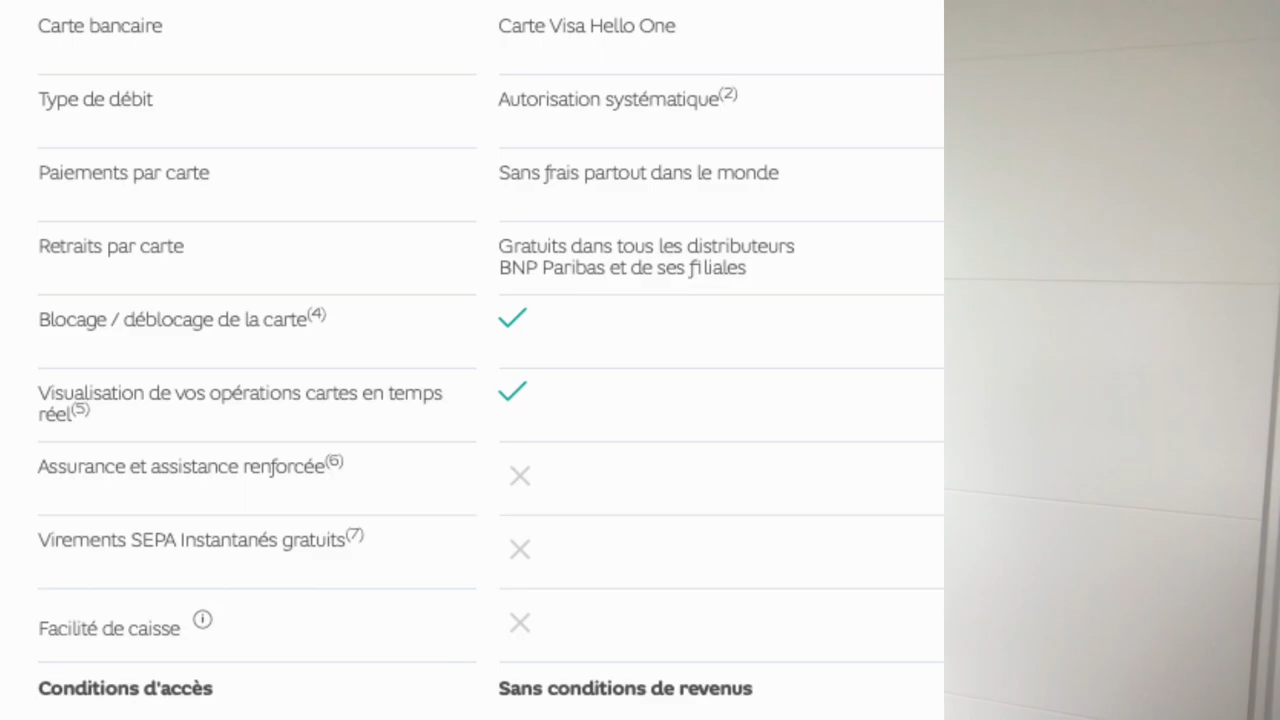 Carte bancaire
Carte Visa Hello One
Type de débit
Autorisation systématique(2)
Paiements par carte
Sans frais partout dans le monde
Retraits par carte
Gratuits dans tous les distributeurs
BNP Paribas et de ses filiales
Blocage / déblocage de la carte(4)
Visualisation de vos opérations cartes en temps
réel(5)
Assurance et assistance renforcée(6)
Virements SEPA Instantanés gratuits(7)
Facilité de caisse i
Conditions d'accès
Sans conditions de revenus